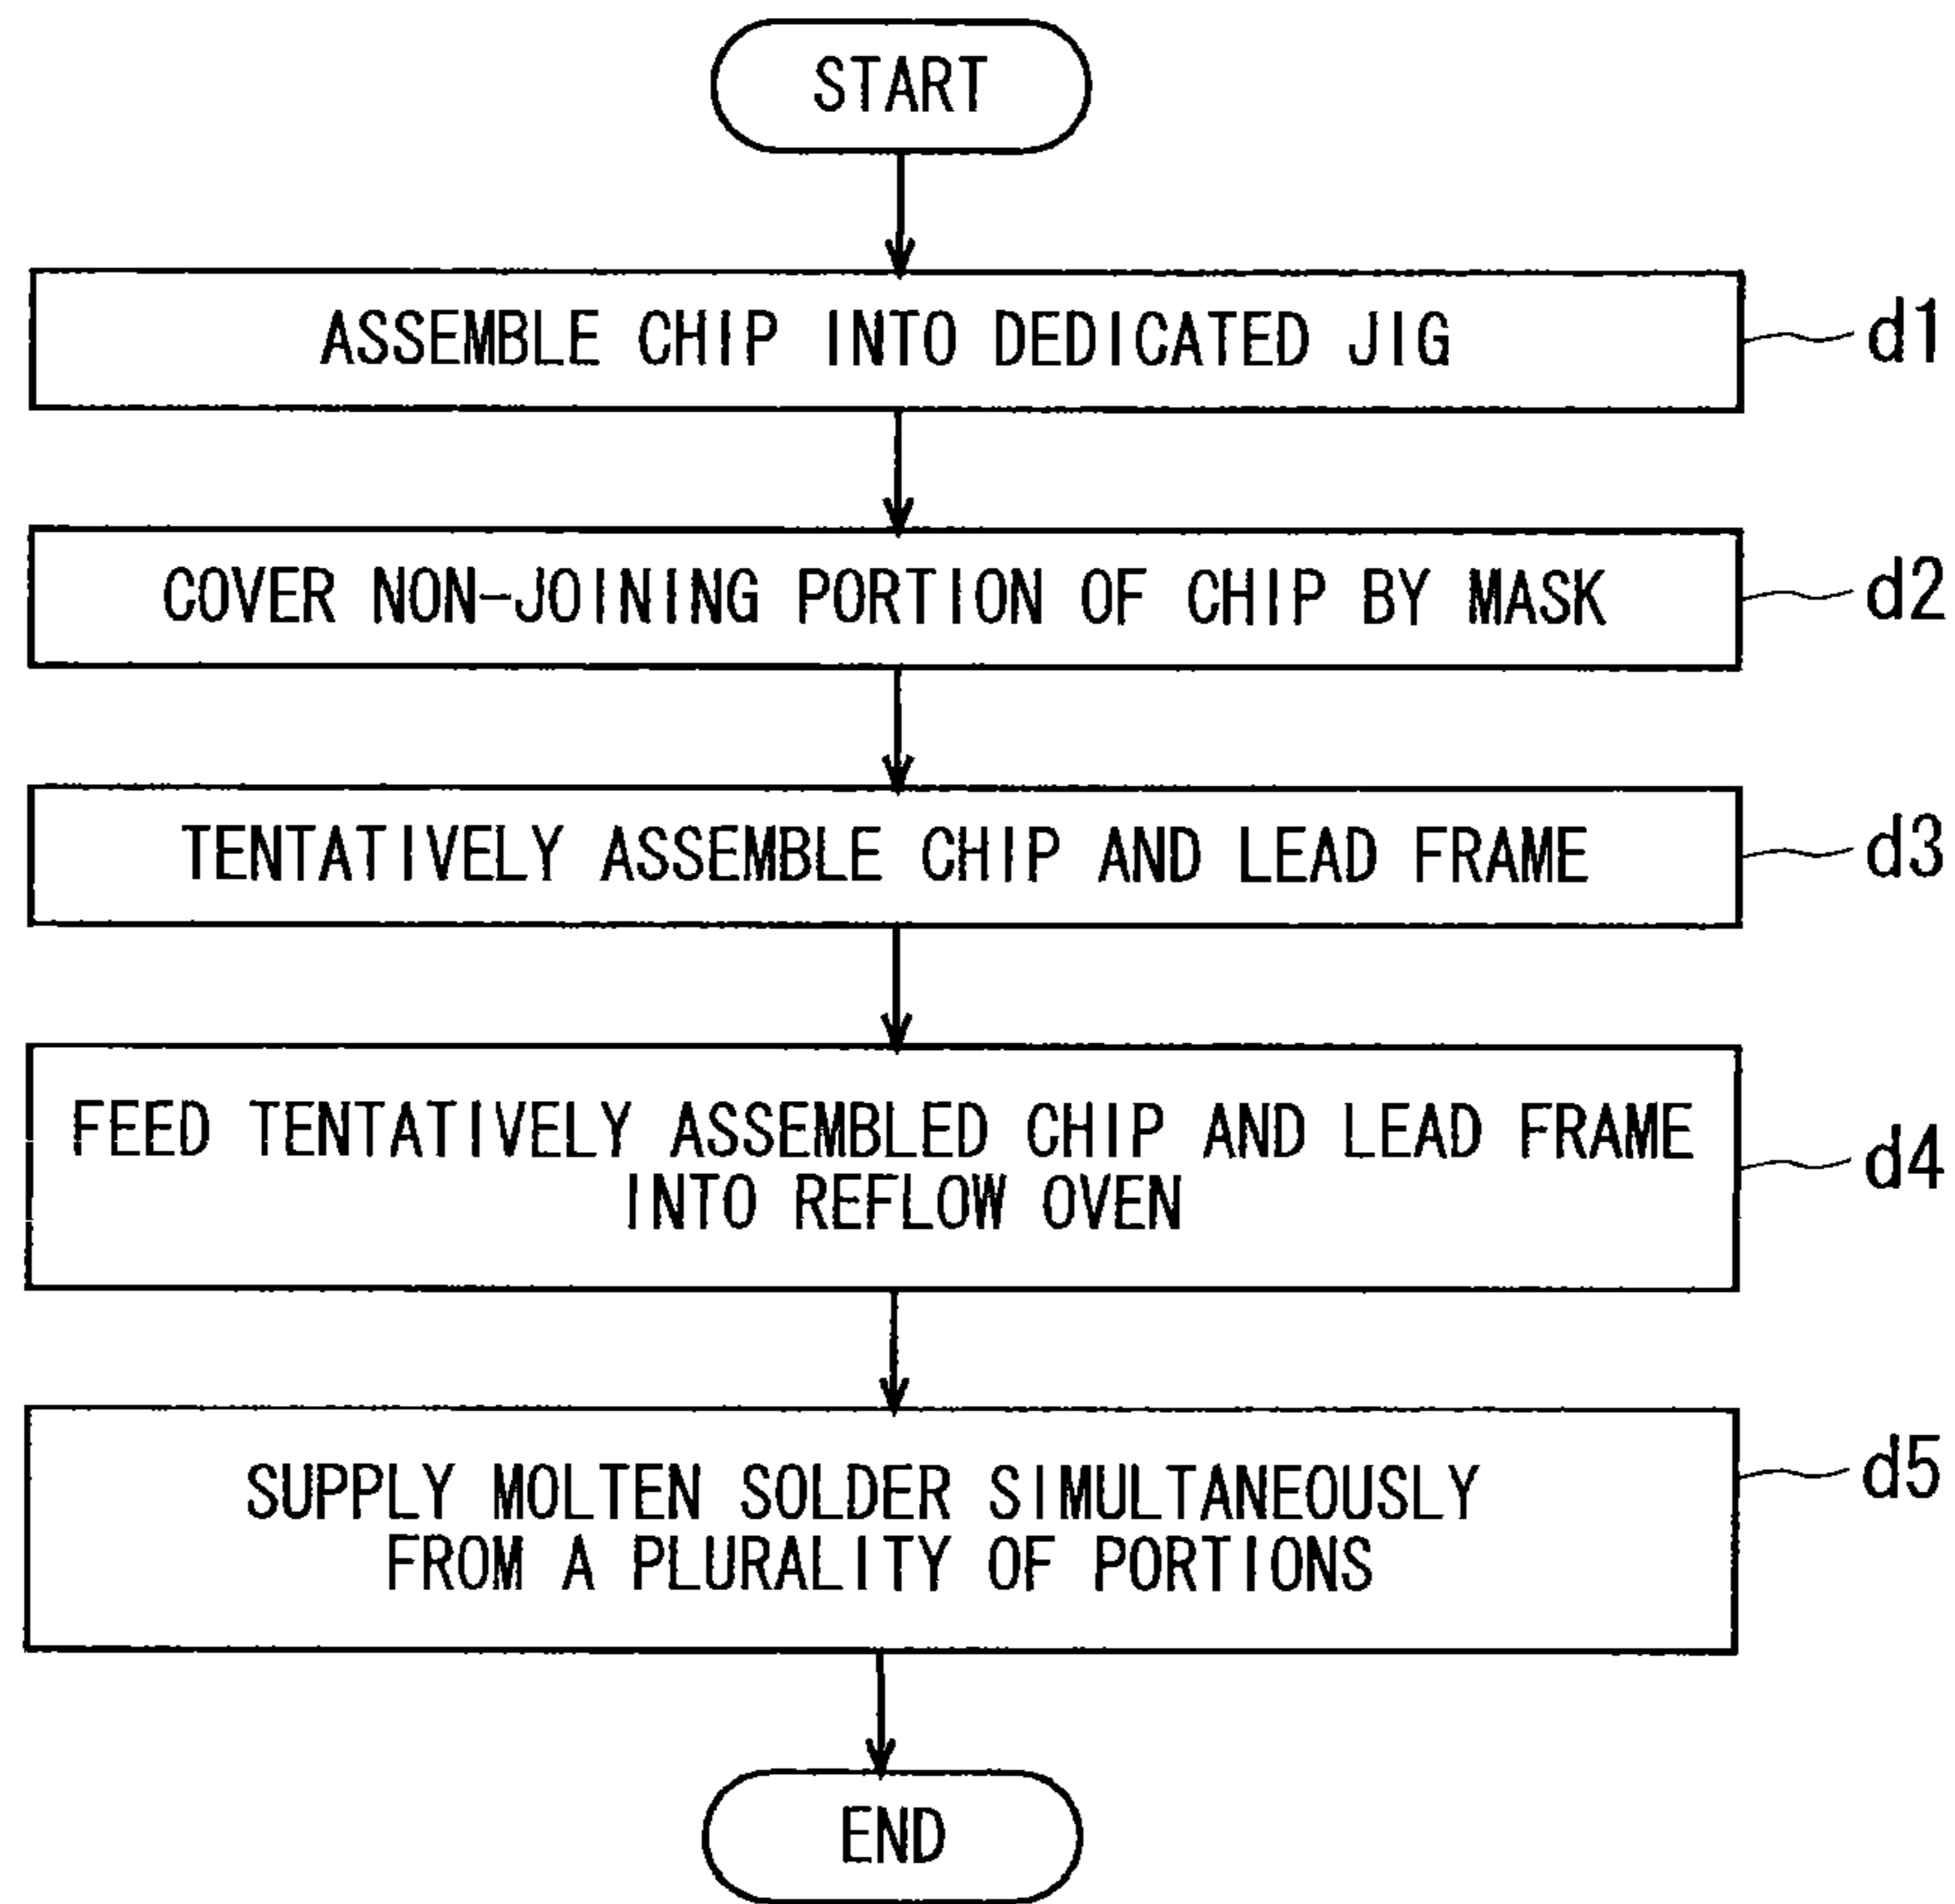 START
ASSEMBLE CHIP INTO DEDICATED JIG
d1
COVER NON-JOINING PORTION OF CHIP BY MASK
d2
TENTATIVELY ASSEMBLE CHIP AND LEAD FRAME
d3
FEED TENTATIVELY ASSEMBLED CHIP AND LEAD FRAME
INTO REFLOW OVEN
d4
SUPPLY MOLTEN SOLDER SIMULTANEOUSLY
FROM A PLURALITY OF PORTIONS
d5
END